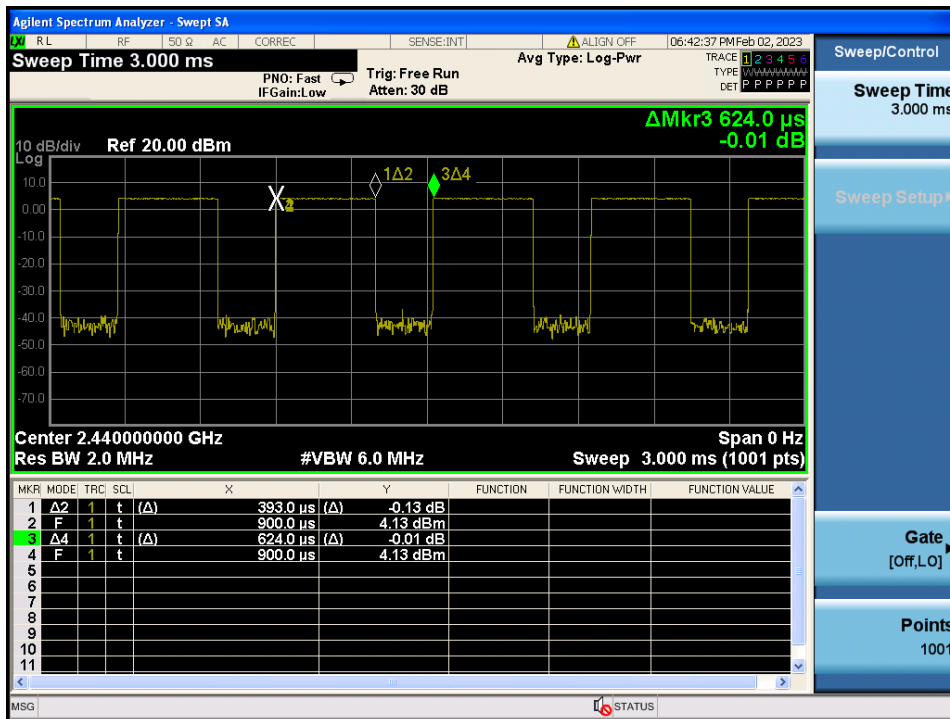 Agilent Spectrum Analyzer - Swept SA
LXI RL RF 50 Ω AC CORREC SENSE:INT ALIGN OFF 06:42:37 PM Feb 02, 2023
Sweep Time 3.000 ms
PNO: Fast
IFGain:Low
Trig: Free Run
Atten: 30 dB
Avg Type: Log-Pwr
TRACE 1 2 3 4 5 6
TYPE
DET P P P P P P
ΔMkr3 624.0 µs
-0.01 dB
10 dB/div Ref 20.00 dBm
Log
1Δ2 3Δ4
10.0
2
0.00
-10.0
-20.0
-30.0
-40.0
-50.0
-60.0
-70.0
Center 2.440000000 GHz Span 0 Hz
Res BW 2.0 MHz #VBW 6.0 MHz Sweep 3.000 ms (1001 pts)
MKR MODE TRC SCL X Y FUNCTION FUNCTION WIDTH FUNCTION VALUE
1 Δ2 1 t (Δ) 393.0 µs (Δ) -0.13 dB
2 F 1 t 900.0 µs 4.13 dBm
3 Δ4 1 t (Δ) 624.0 µs (Δ) -0.01 dB
4 F 1 t 900.0 µs 4.13 dBm
5
6
7
8
9
10
11
MSG STATUS
Sweep/Control
Sweep Time
3.000 ms
Sweep Setup
Gate
[Off,LO]
Points
1001